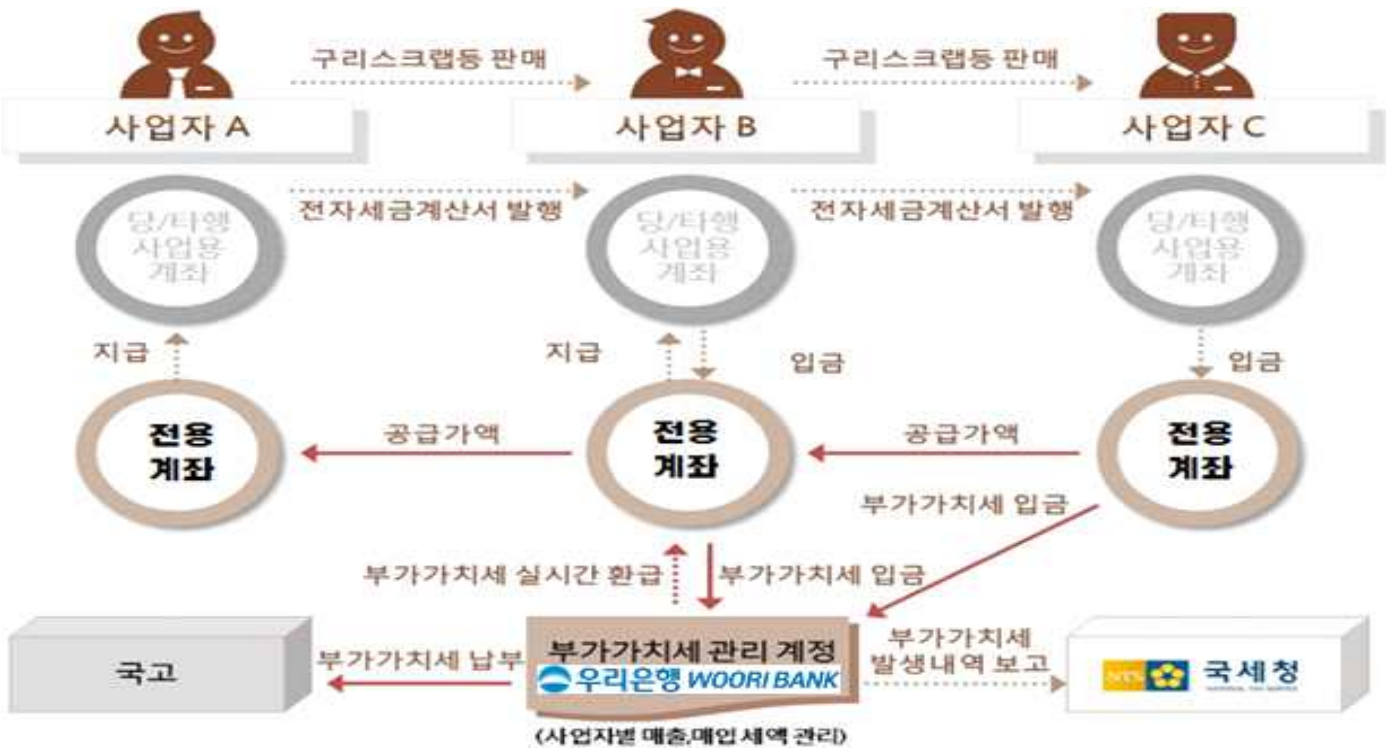 구리스크랩등 판매
구리스크랩등 판매
사업자 A
사업자 B
사업자 C
전자세금계산서 발행
전자세금계산서 발행
당/타행
사업용
계좌
당/타행
사업용
계좌
당/타행
사업용
계좌
지급
지급
입금
입금
전용
계좌
공급가액
전용
계좌
공급가액
전용
계좌
부가가치세 입금
부가가치세 실시간 환급
부가가치세 입금
국고
부가가치세 납부
부가가치세 관리 계정
우리은행 WOORI BANK
(사업자별 매출,매입 세액 관리)
부가가치세
발생내역 보고
NTS 국세청
NATIONAL TAX SERVICE